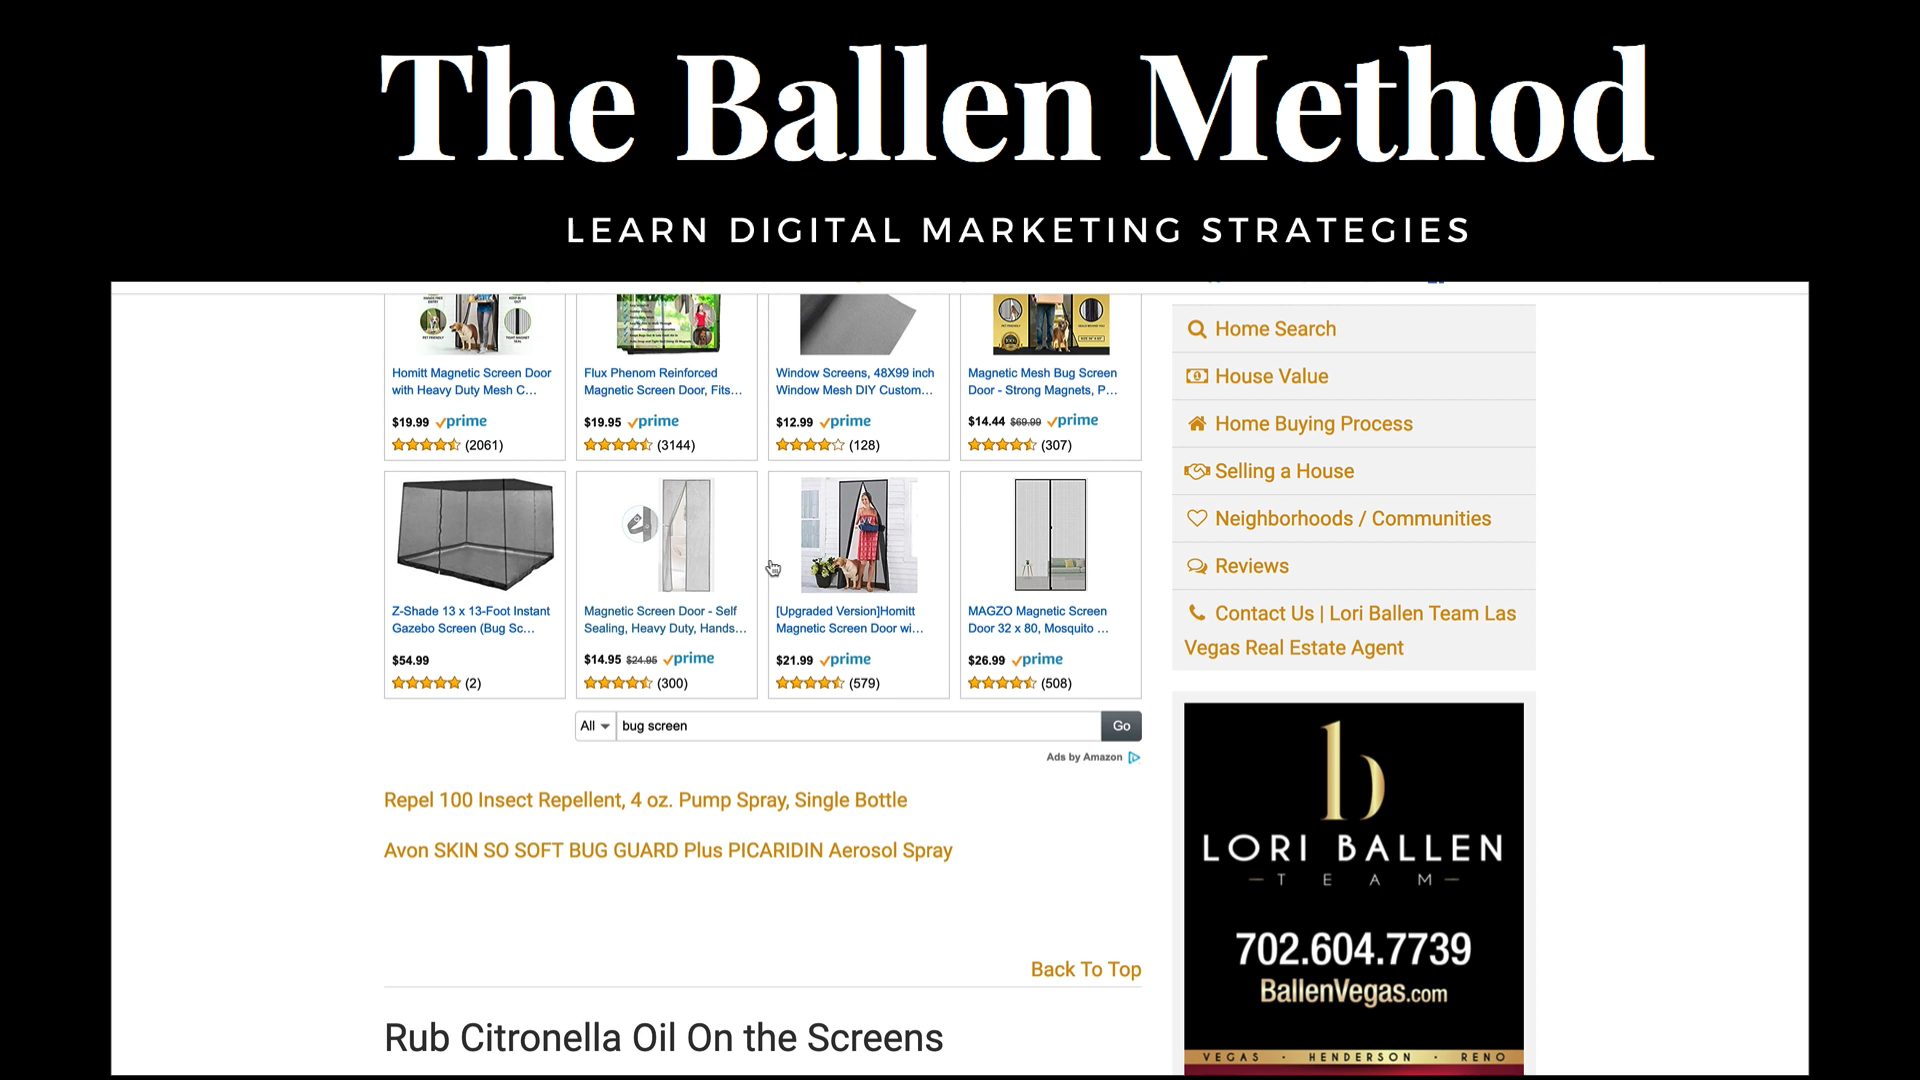 The Ballen Method
LEARN DIGITAL MARKETING STRATEGIES
Homitt Magnetic Screen Door
with Heavy Duty Mesh C...
$19.99 prime
(2061)
Flux Phenom Reinforced
Magnetic Screen Door, Fits...
$19.95 prime
(3144)
Window Screens, 48X99 inch
Window Mesh DIY Custom...
$12.99 prime
(128)
Magnetic Mesh Bug Screen
Door - Strong Magnets, P...
$14.44 $69.99 prime
(307)
Z-Shade 13 x 13-Foot Instant
Gazebo Screen (Bug Sc...
$54.99
(2)
Magnetic Screen Door - Self
Sealing, Heavy Duty, Hands...
$14.95 $24.95 prime
(300)
[Upgraded Version]Homitt
Magnetic Screen Door wi...
$21.99 prime
(579)
MAGZO Magnetic Screen
Door 32 x 80, Mosquito ...
$26.99 prime
(508)
All bug screen Go
Ads by Amazon
Repel 100 Insect Repellent, 4 oz. Pump Spray, Single Bottle
Avon SKIN SO SOFT BUG GUARD Plus PICARIDIN Aerosol Spray
Back To Top
Rub Citronella Oil On the Screens
Home Search
House Value
Home Buying Process
Selling a House
Neighborhoods / Communities
Reviews
Contact Us | Lori Ballen Team Las
Vegas Real Estate Agent
b
LORI BALLEN
TEAM
702.604.7739
BallenVegas.com
VEGAS · HENDERSON · RENO